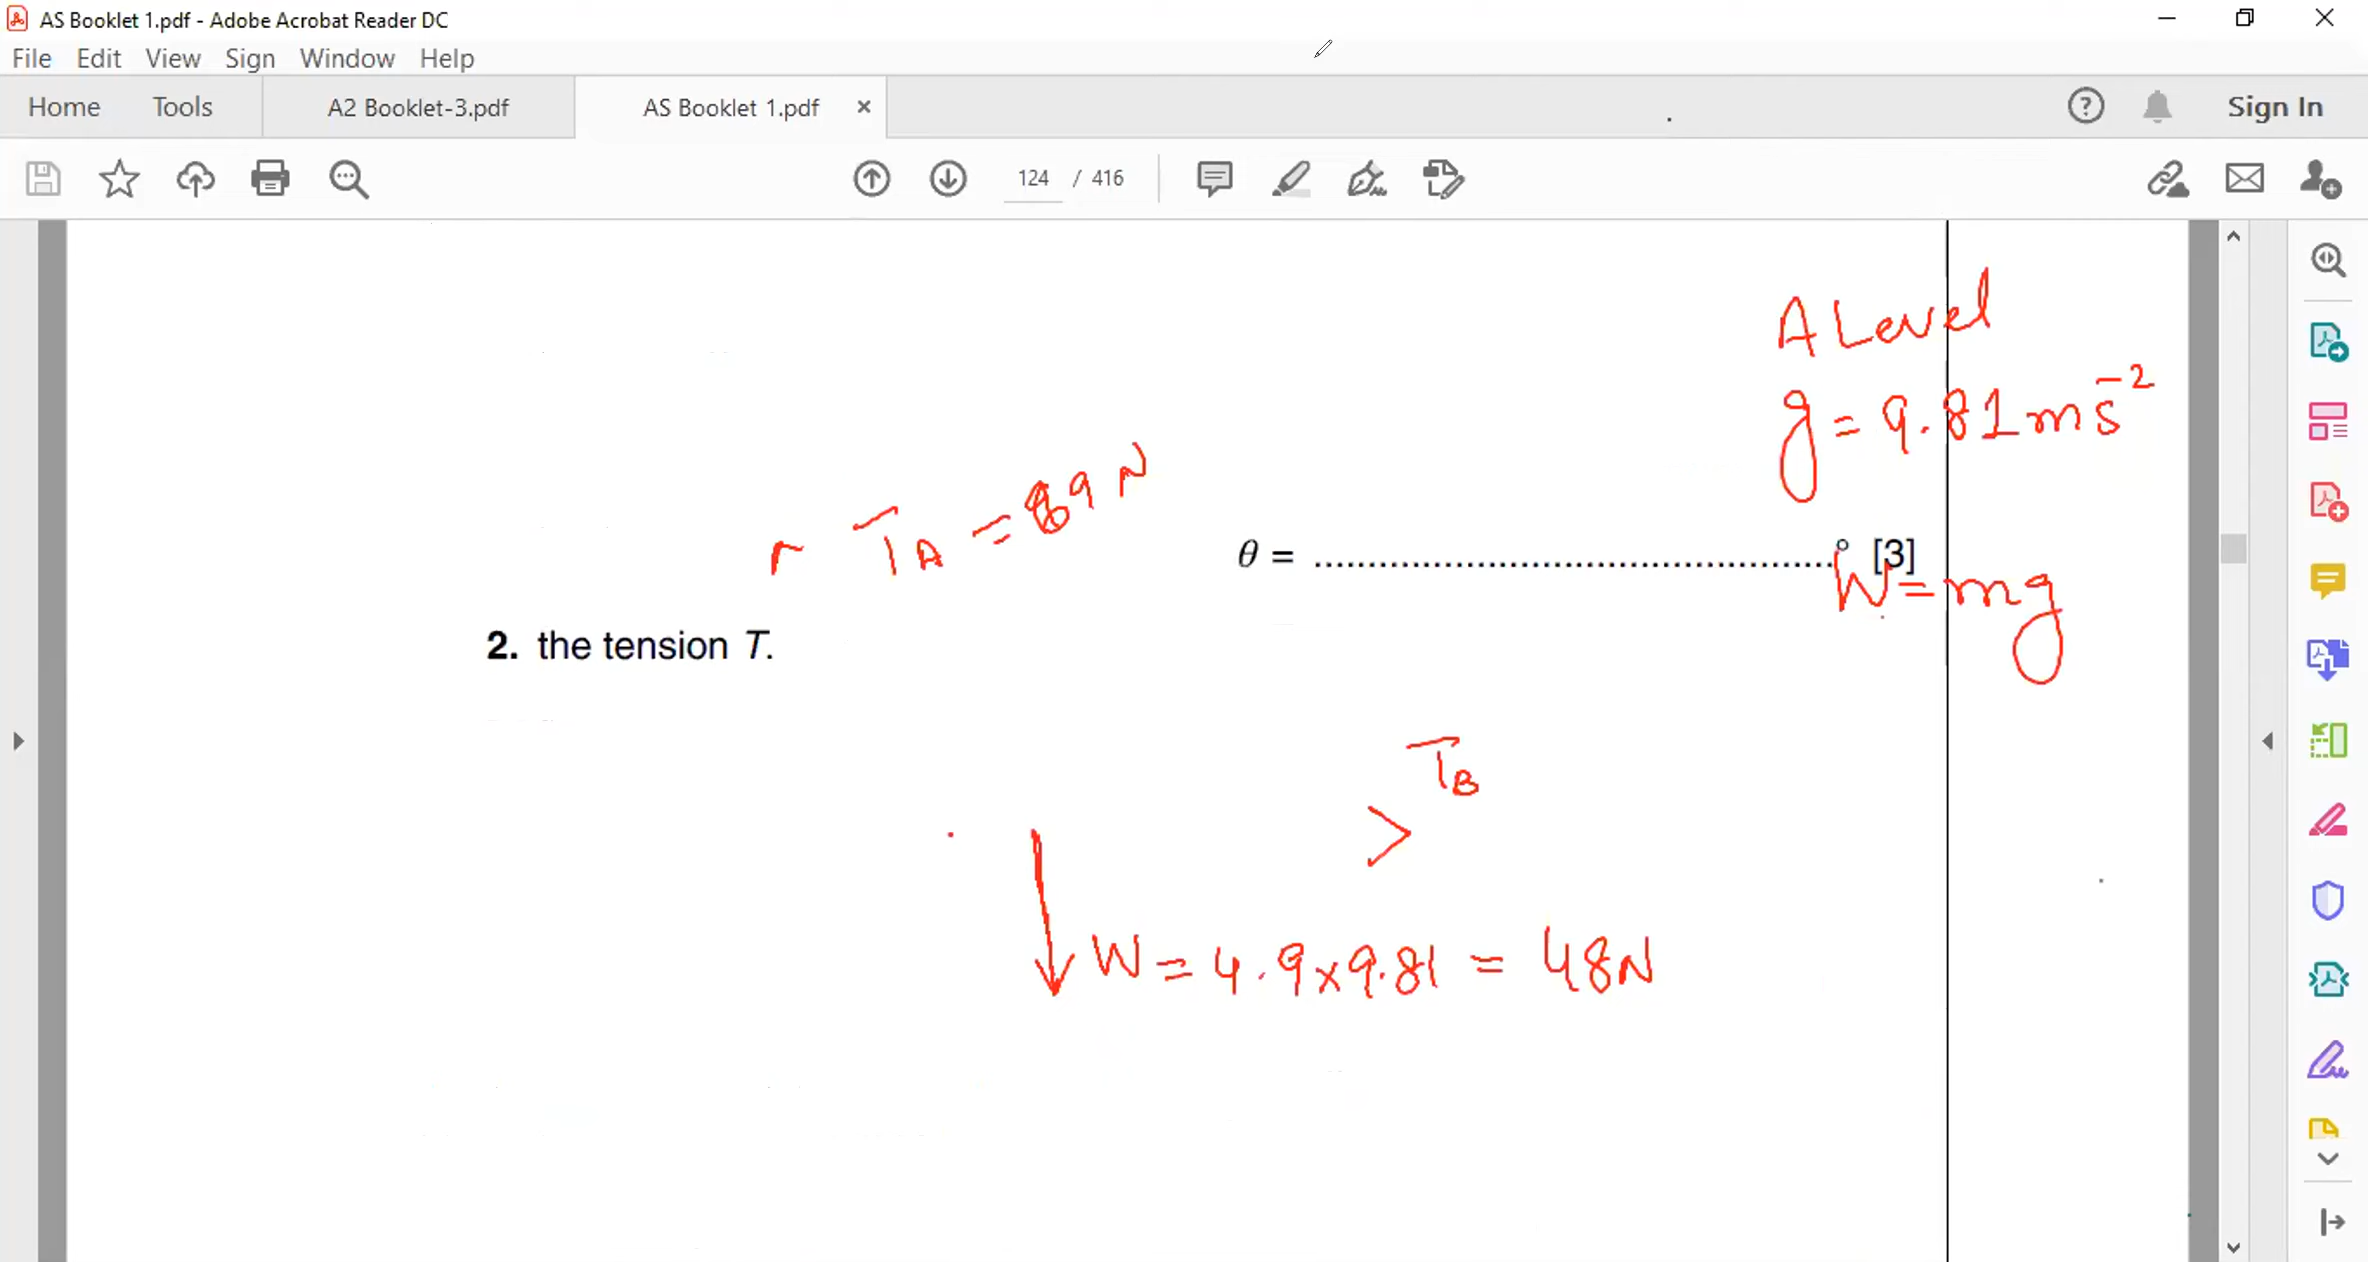 AS Booklet 1.pdf - Adobe Acrobat Reader DC
File Edit View Sign Window Help
Home Tools A2 Booklet-3.pdf AS Booklet 1.pdf × Sign In
124 / 416
A Level
g = 9.81 m s⁻²
T_A = 89 N
θ = .................................................° [3]
W = mg
2. the tension T.
T_B
>
W = 4.9 × 9.81 = 48N